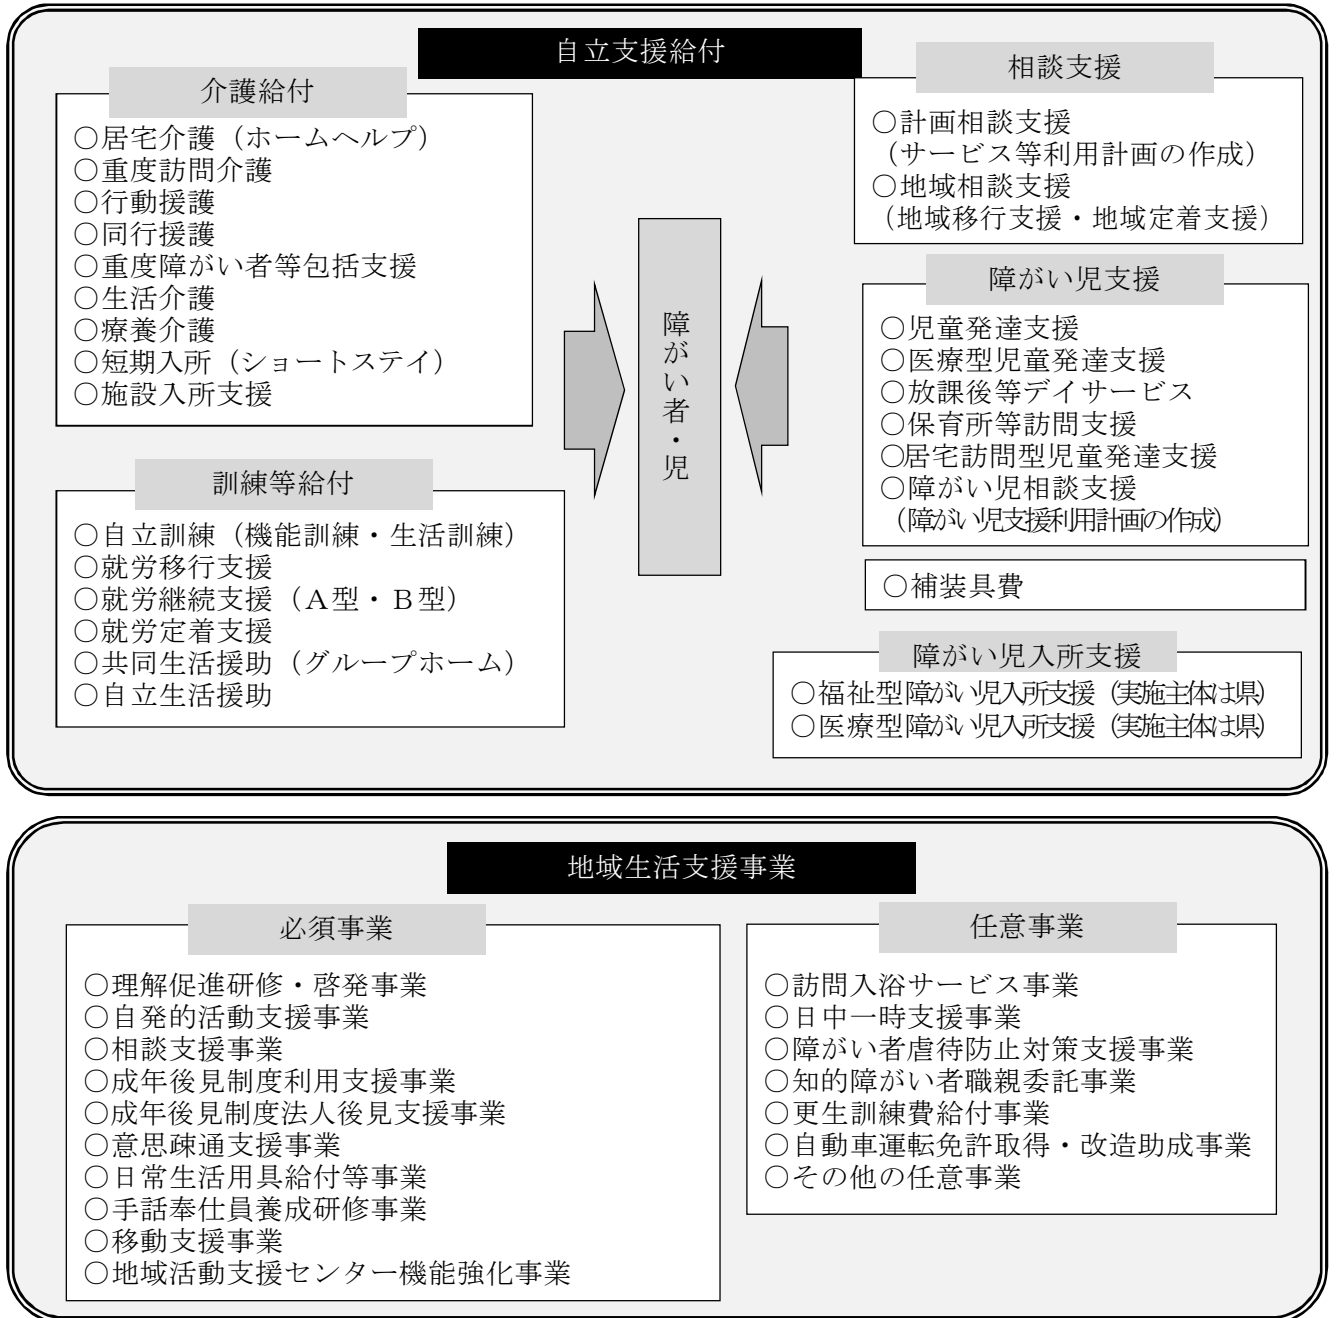 自立支援給付
介護給付
○居宅介護（ホームヘルプ）
○重度訪問介護
○行動援護
○同行援護
○重度障がい者等包括支援
○生活介護
○療養介護
○短期入所（ショートステイ）
○施設入所支援
訓練等給付
○自立訓練（機能訓練・生活訓練）
○就労移行支援
○就労継続支援（Ａ型・Ｂ型）
○就労定着支援
○共同生活援助（グループホーム）
○自立生活援助
障がい者・児
相談支援
○計画相談支援
（サービス等利用計画の作成）
○地域相談支援
（地域移行支援・地域定着支援）
障がい児支援
○児童発達支援
○医療型児童発達支援
○放課後等デイサービス
○保育所等訪問支援
○居宅訪問型児童発達支援
○障がい児相談支援
（障がい児支援利用計画の作成）
○補装具費
障がい児入所支援
○福祉型障がい児入所支援（実施主体は県）
○医療型障がい児入所支援（実施主体は県）
地域生活支援事業
必須事業
○理解促進研修・啓発事業
○自発的活動支援事業
○相談支援事業
○成年後見制度利用支援事業
○成年後見制度法人後見支援事業
○意思疎通支援事業
○日常生活用具給付等事業
○手話奉仕員養成研修事業
○移動支援事業
○地域活動支援センター機能強化事業
任意事業
○訪問入浴サービス事業
○日中一時支援事業
○障がい者虐待防止対策支援事業
○知的障がい者職親委託事業
○更生訓練費給付事業
○自動車運転免許取得・改造助成事業
○その他の任意事業